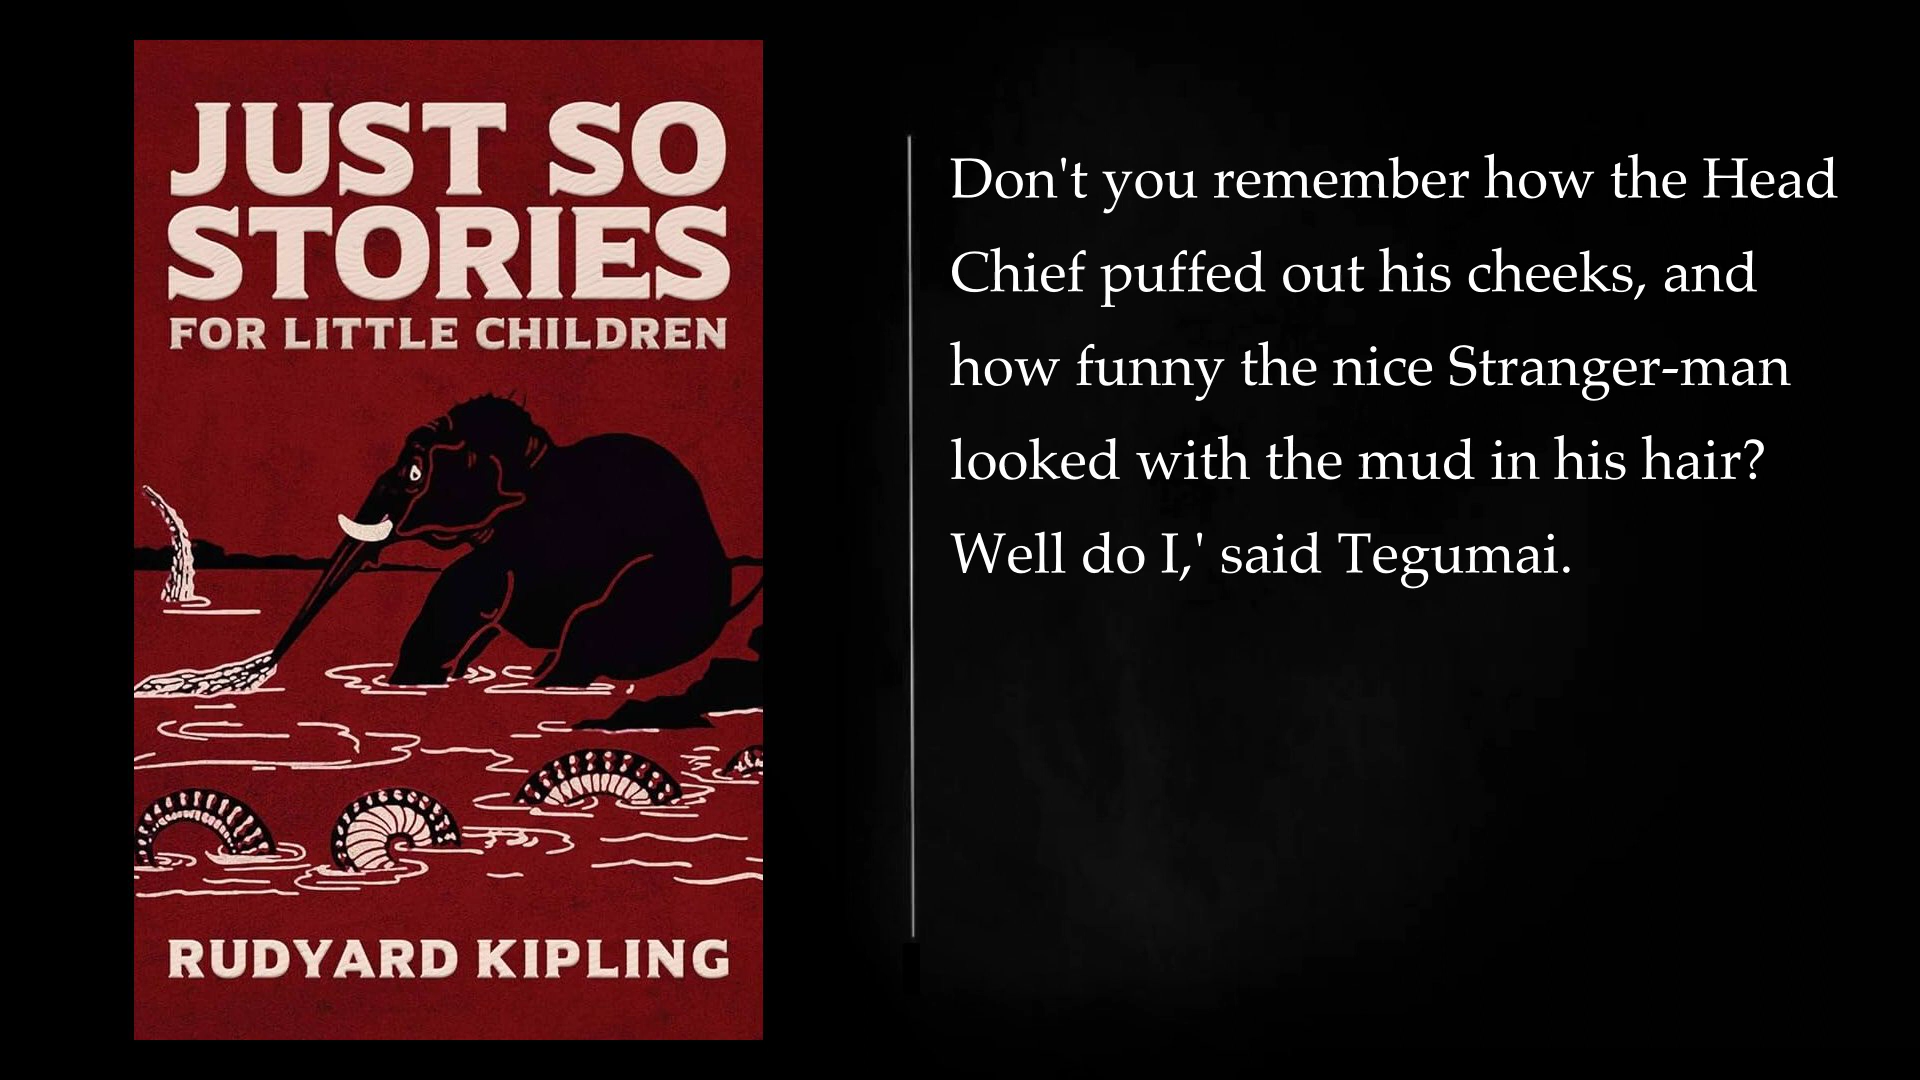 JUST SO
STORIES
FOR LITTLE CHILDREN
RUDYARD KIPLING
Don't you remember how the Head
Chief puffed out his cheeks, and
how funny the nice Stranger-man
looked with the mud in his hair?
Well do I,' said Tegumai.